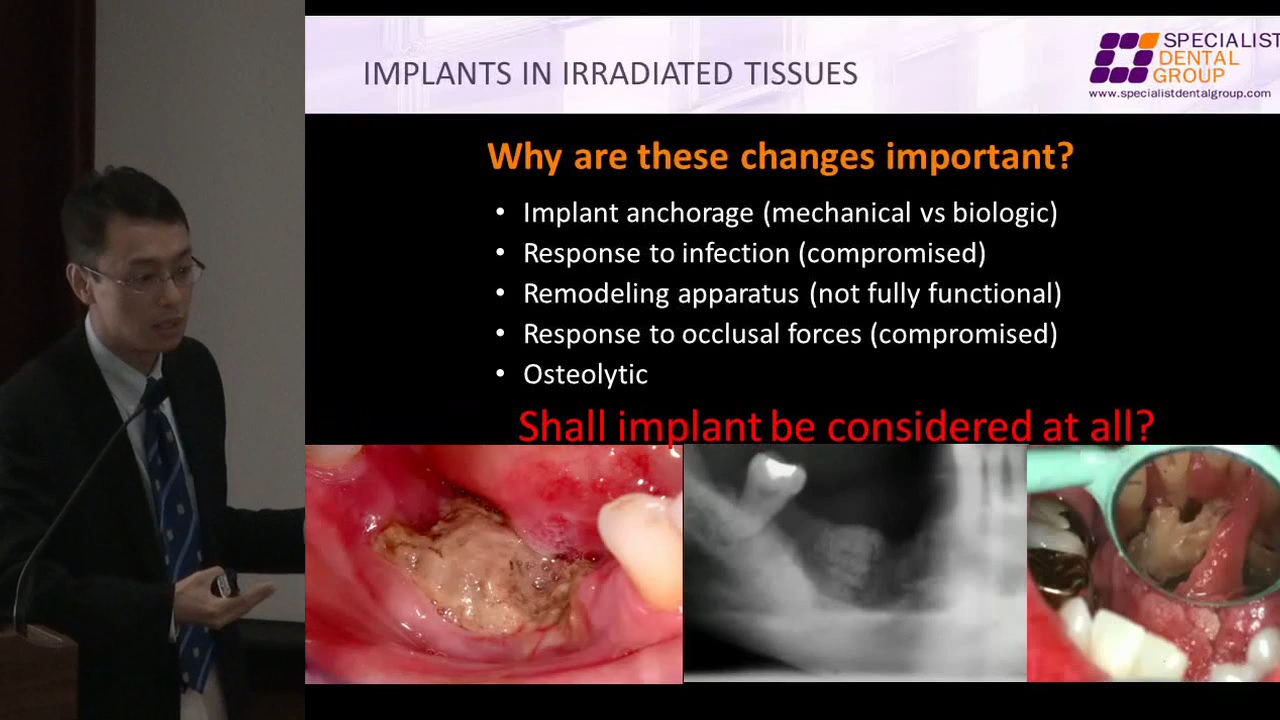 IMPLANTS IN IRRADIATED TISSUES
SPECIALIST
DENTAL
GROUP
www.specialistdentalgroup.com
Why are these changes important?
• Implant anchorage (mechanical vs biologic)
• Response to infection (compromised)
• Remodeling apparatus (not fully functional)
• Response to occlusal forces (compromised)
• Osteolytic
Shall implant be considered at all?